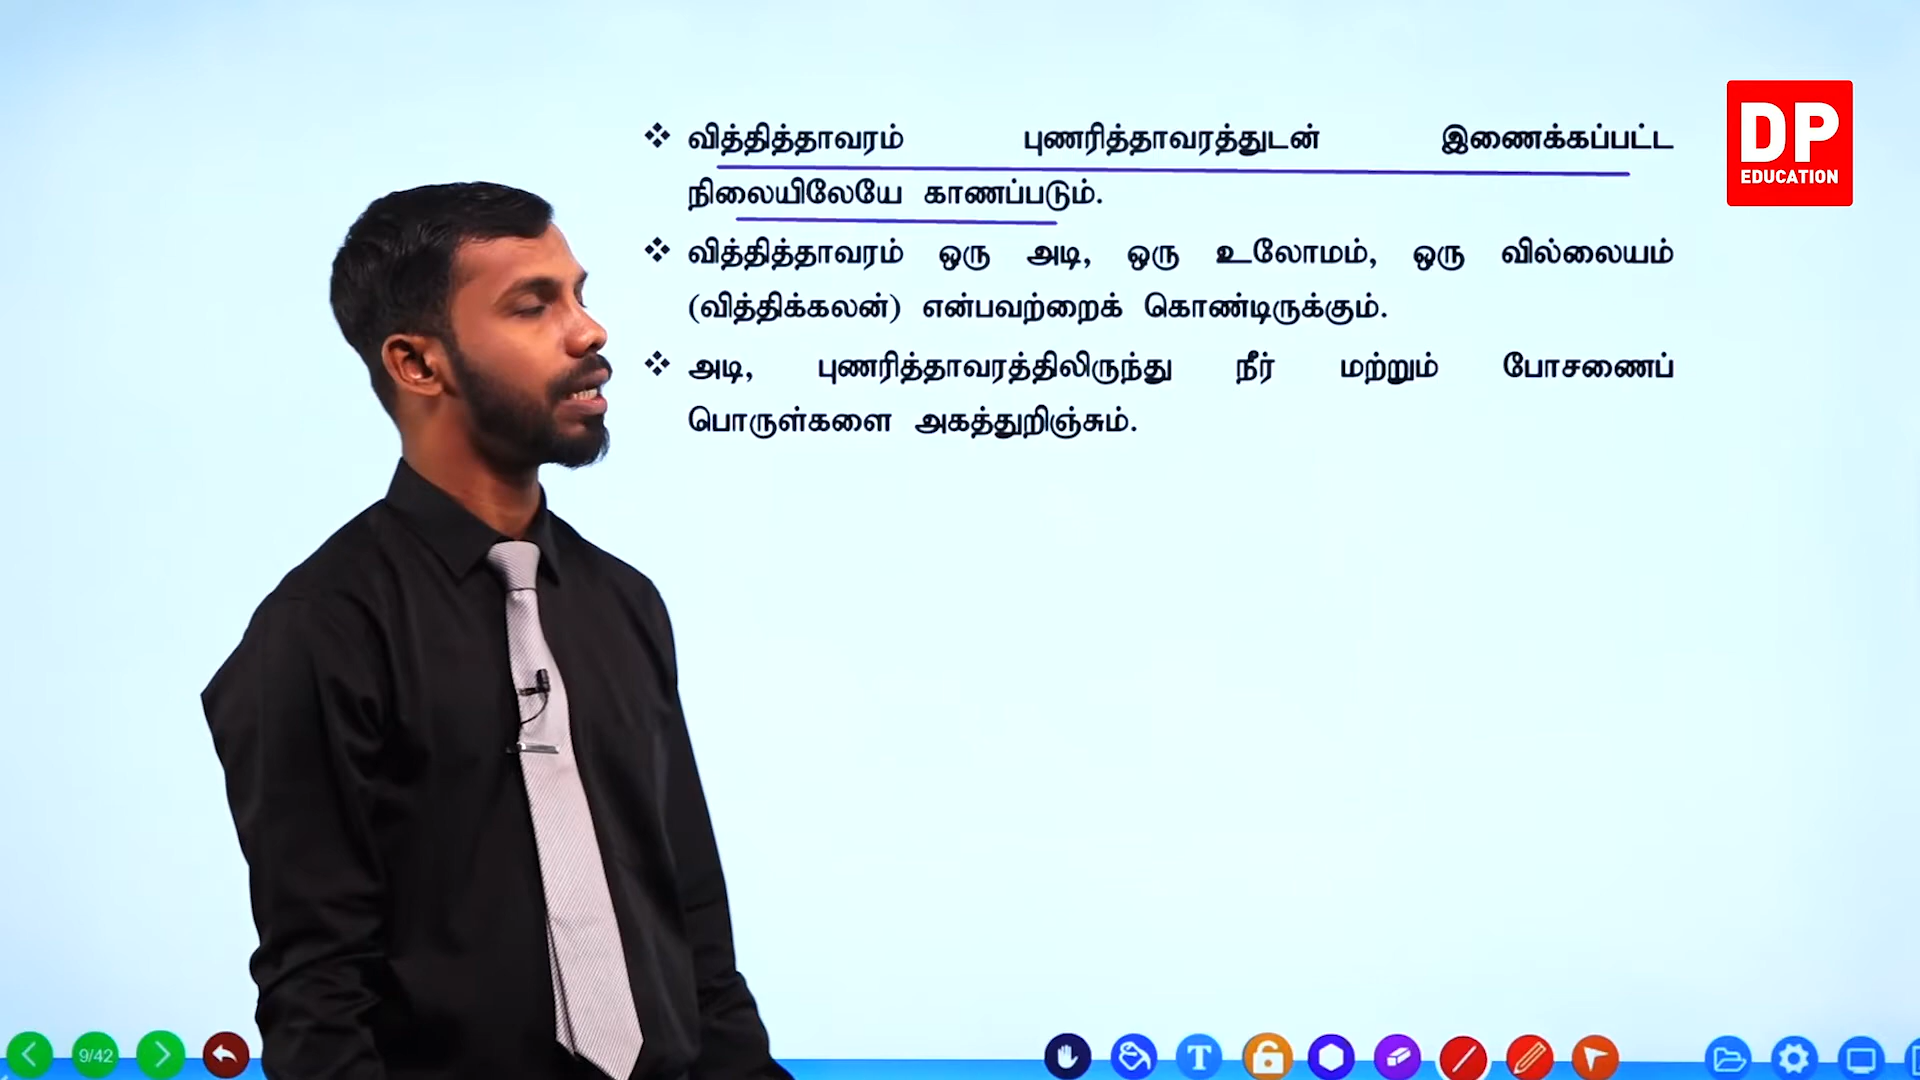 ❖ வித்தித்தாவரம் புணரித்தாவரத்துடன் இணைக்கப்பட்ட
நிலையிலேயே காணப்படும்.
❖ வித்தித்தாவரம் ஒரு அடி, ஒரு உலோமம், ஒரு வில்லையம்
(வித்திக்கலன்) என்பவற்றைக் கொண்டிருக்கும்.
❖ அடி, புணரித்தாவரத்திலிருந்து நீர் மற்றும் போசணைப்
பொருள்களை அகத்துறிஞ்சும்.
DP
EDUCATION
9/42
T